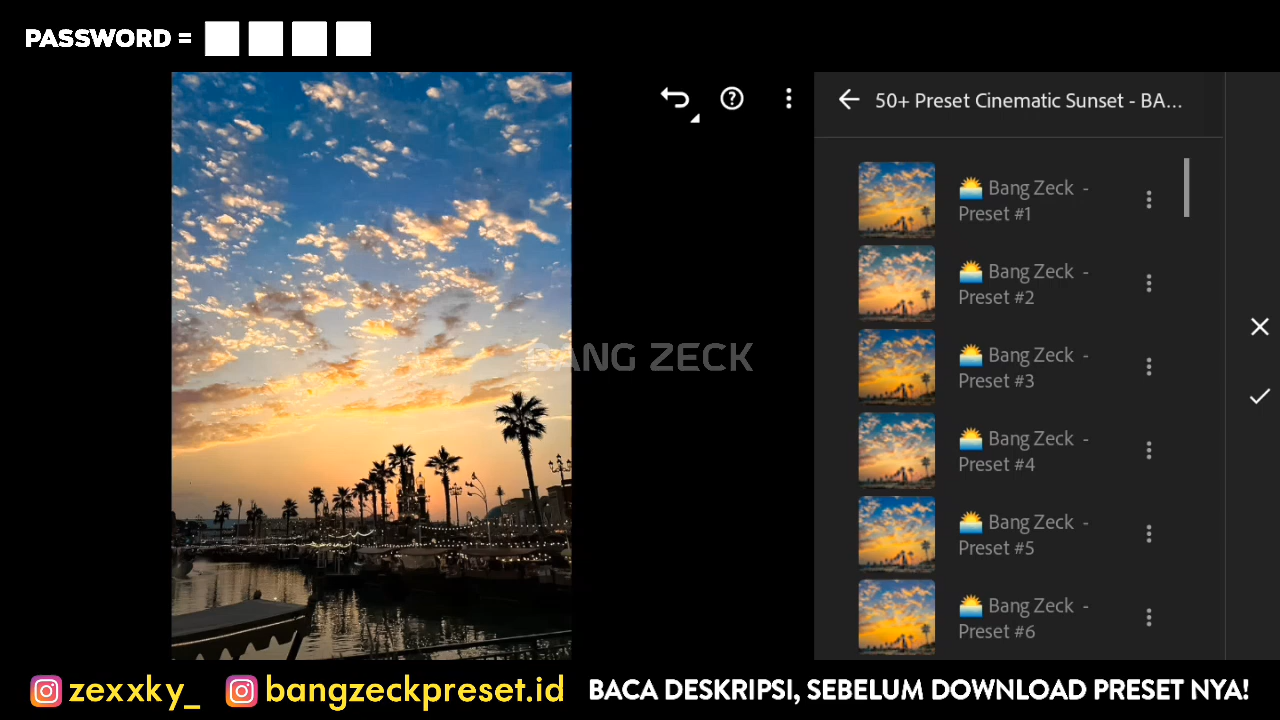 PASSWORD =
50+ Preset Cinematic Sunset - BA...
Bang Zeck -
Preset #1
Bang Zeck -
Preset #2
Bang Zeck -
Preset #3
Bang Zeck -
Preset #4
Bang Zeck -
Preset #5
Bang Zeck -
Preset #6
BANG ZECK
zexxky_
bangzeckpreset.id
BACA DESKRIPSI, SEBELUM DOWNLOAD PRESET NYA!